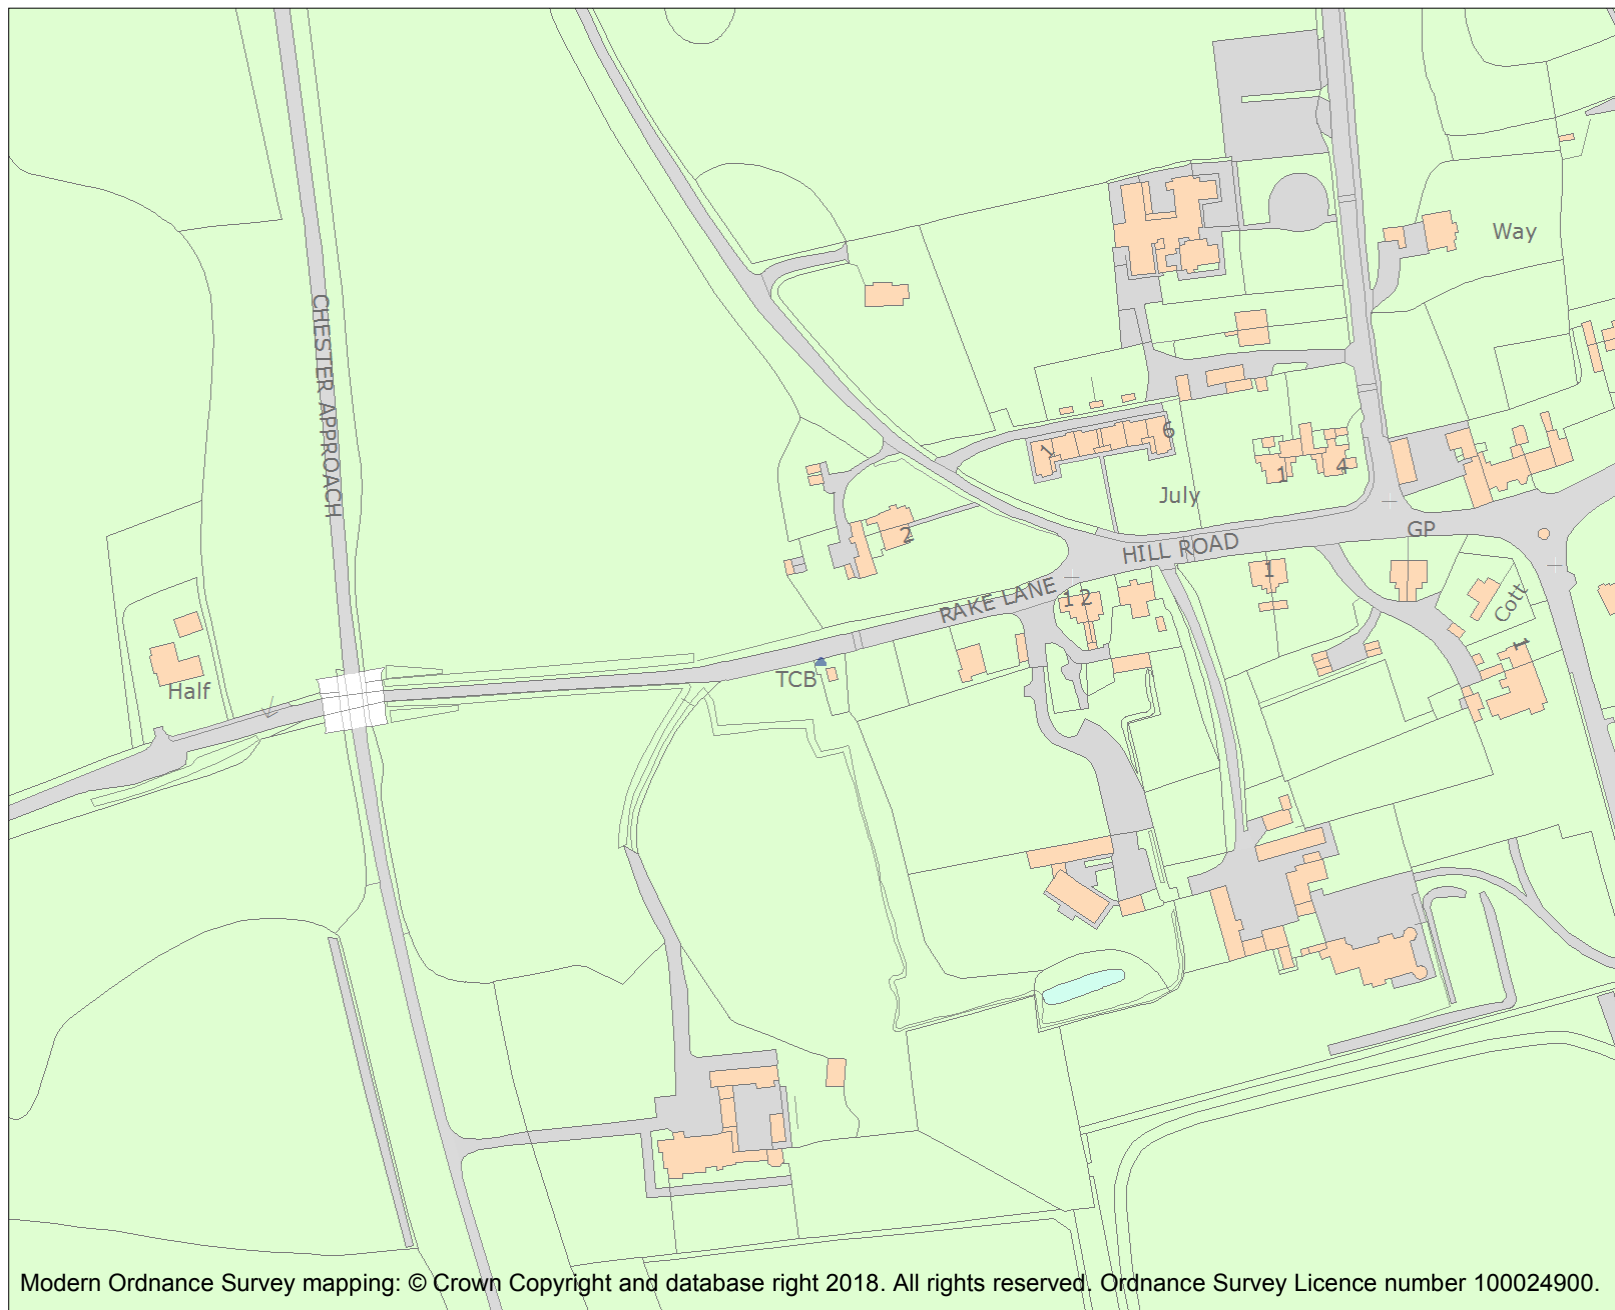 Way
CHESTER APPROACH
6
1
1
4
July
2
GP
HILL ROAD
1
RAKE LANE
1 2
Cott
1
TCB
Half
Modern Ordnance Survey mapping: © Crown Copyright and database right 2018. All rights reserved. Ordnance Survey Licence number 100024900.